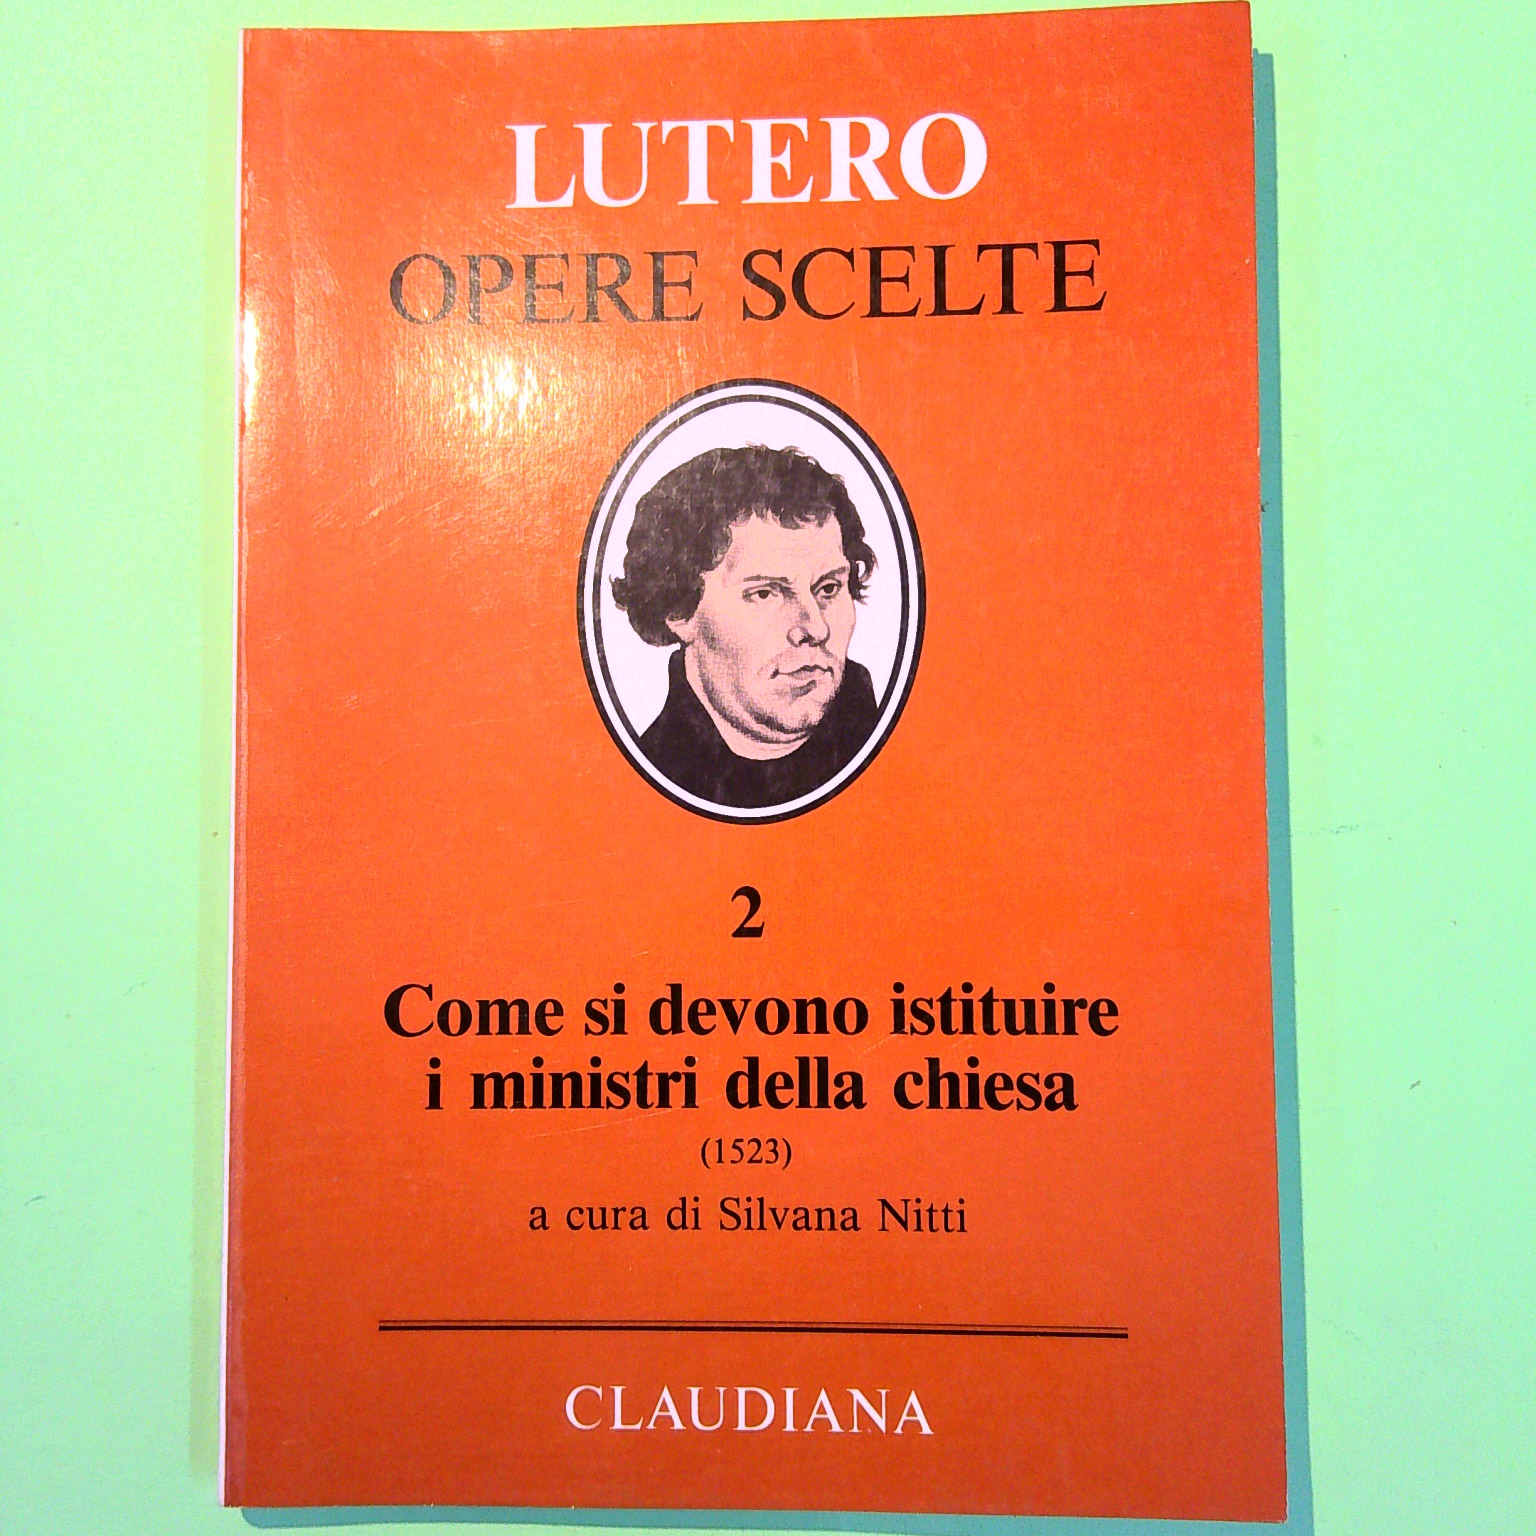 LUTERO
OPERE SCELTE
2
Come si devono istituire
i ministri della chiesa
(1523)
a cura di Silvana Nitti
CLAUDIANA